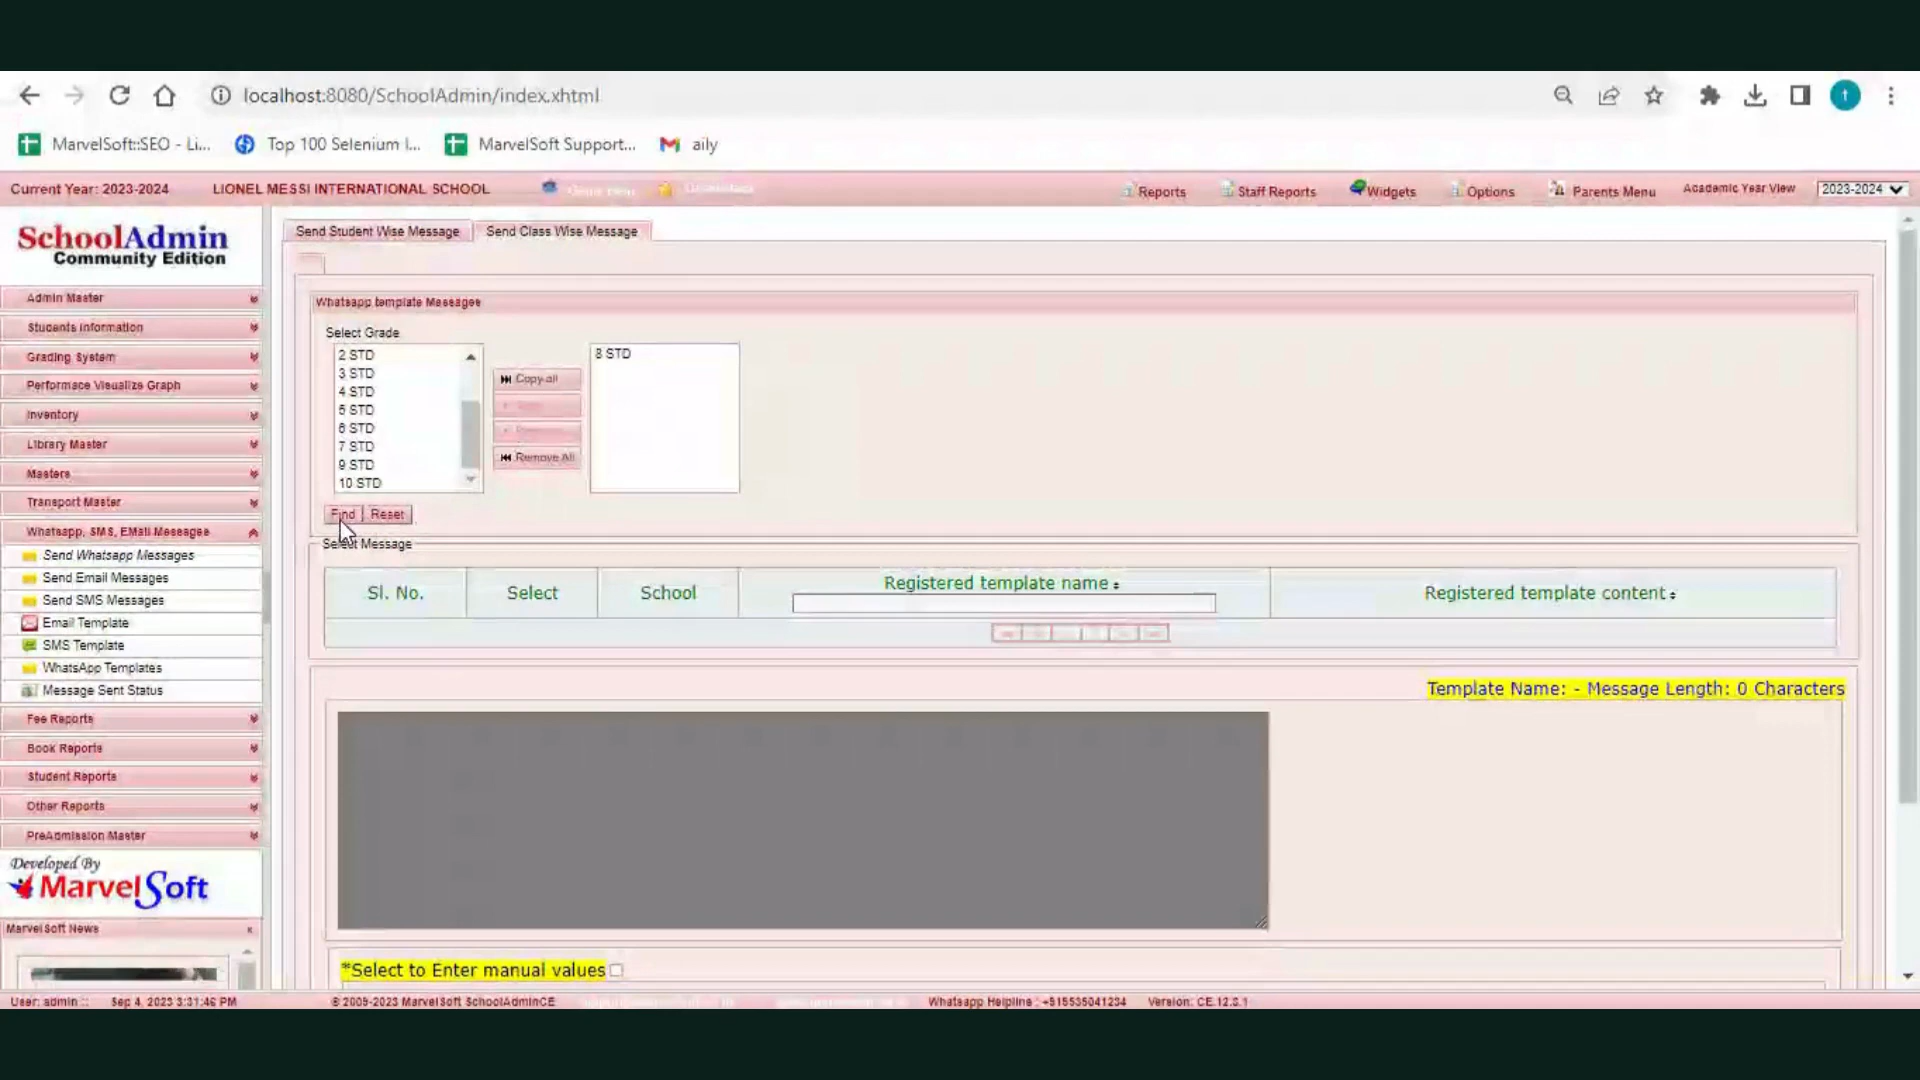 localhost:8080/SchoolAdmin/index.xhtml
t
MarvelSoft::SEO - Li...
Top 100 Selenium I...
MarvelSoft Support...
aily
Current Year: 2023-2024
LIONEL MESSI INTERNATIONAL SCHOOL
Reports
Staff Reports
Widgets
Options
Parents Menu
Academic Year View
2023-2024
SchoolAdmin
Community Edition
Admin Master
Students Information
Grading System
Performace Visualize Graph
Inventory
Library Master
Masters
Transport Master
Whatsapp, SMS, EMail Messages
Send Whatsapp Messages
Send Email Messages
Send SMS Messages
Email Template
SMS Template
WhatsApp Templates
Message Sent Status
Fee Reports
Book Reports
Student Reports
Other Reports
PreAdmission Master
Developed By
MarvelSoft
MarvelSoft News
Send Student Wise Message
Send Class Wise Message
Whatsapp template Messages
Select Grade
2 STD
3 STD
4 STD
5 STD
6 STD
7 STD
9 STD
10 STD
Copy all
Remove All
8 STD
Find
Reset
Select Message
Sl. No.
Select
School
Registered template name
Registered template content
Template Name: - Message Length: 0 Characters
*Select to Enter manual values
User: admin ::
Sep 4, 2023 3:31:46 PM
© 2009-2023 MarvelSoft SchoolAdminCE
Whatsapp Helpline : +915535041234
Version: CE.12.3.1